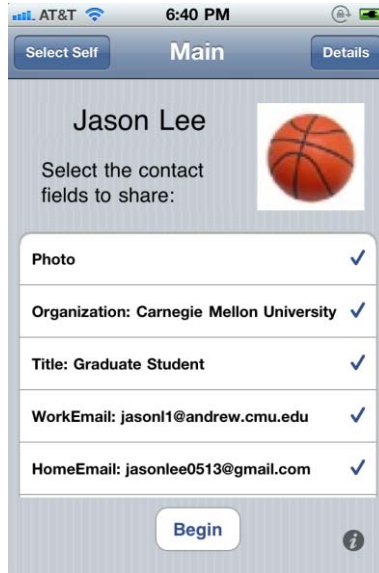 AT&T 6:40 PM
Select Self Main Details
Jason Lee
Select the contact
fields to share:
Photo
Organization: Carnegie Mellon University
Title: Graduate Student
WorkEmail: jasonl1@andrew.cmu.edu
HomeEmail: jasonlee0513@gmail.com
Begin
i